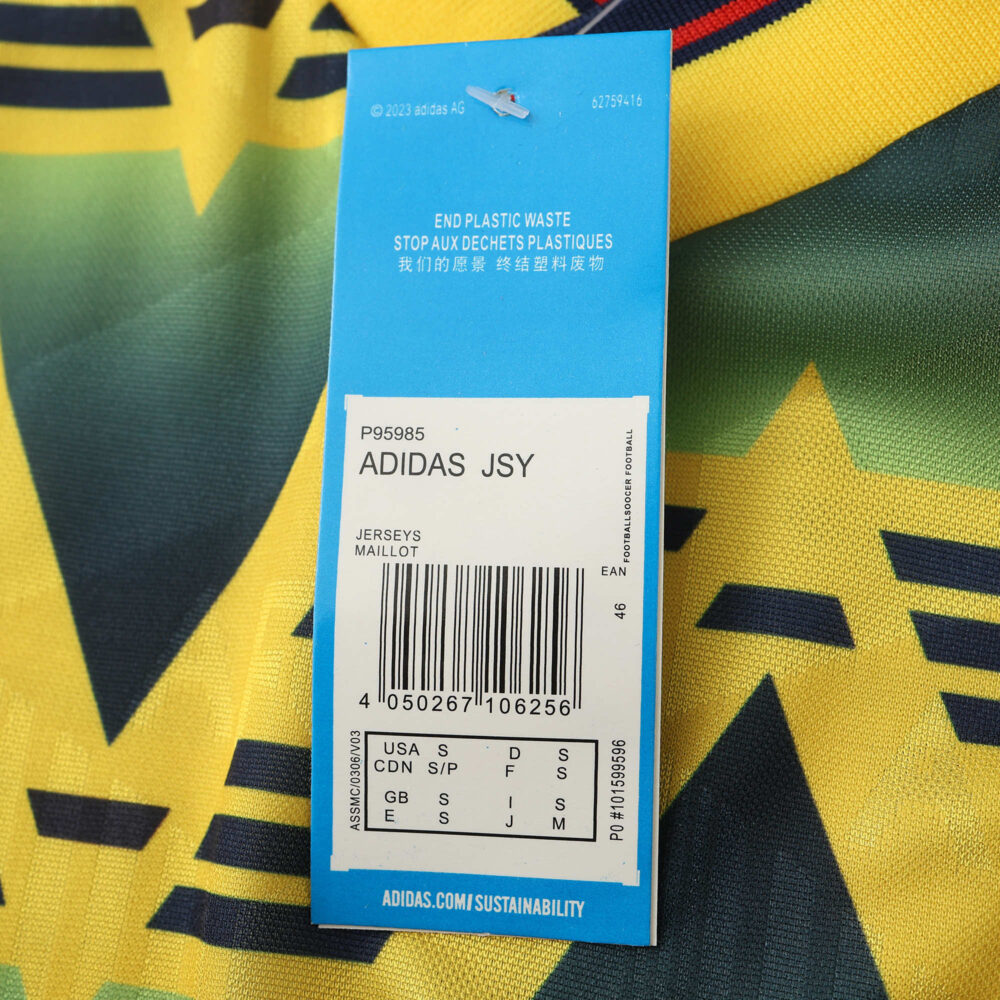 © 2023 adidas AG
62759416
END PLASTIC WASTE
STOP AUX DECHETS PLASTIQUES
我们的愿景 终结塑料废物
P95985
ADIDAS JSY
FOOTBALLSOCCER FOOTBALL
JERSEYS
MAILLOT
EAN
46
4 050267 106256
ASSMC/0306/V03
USA S D S
CDN S/P F S
GB S I S
E S J M
PO #101599596
ADIDAS.COM/SUSTAINABILITY